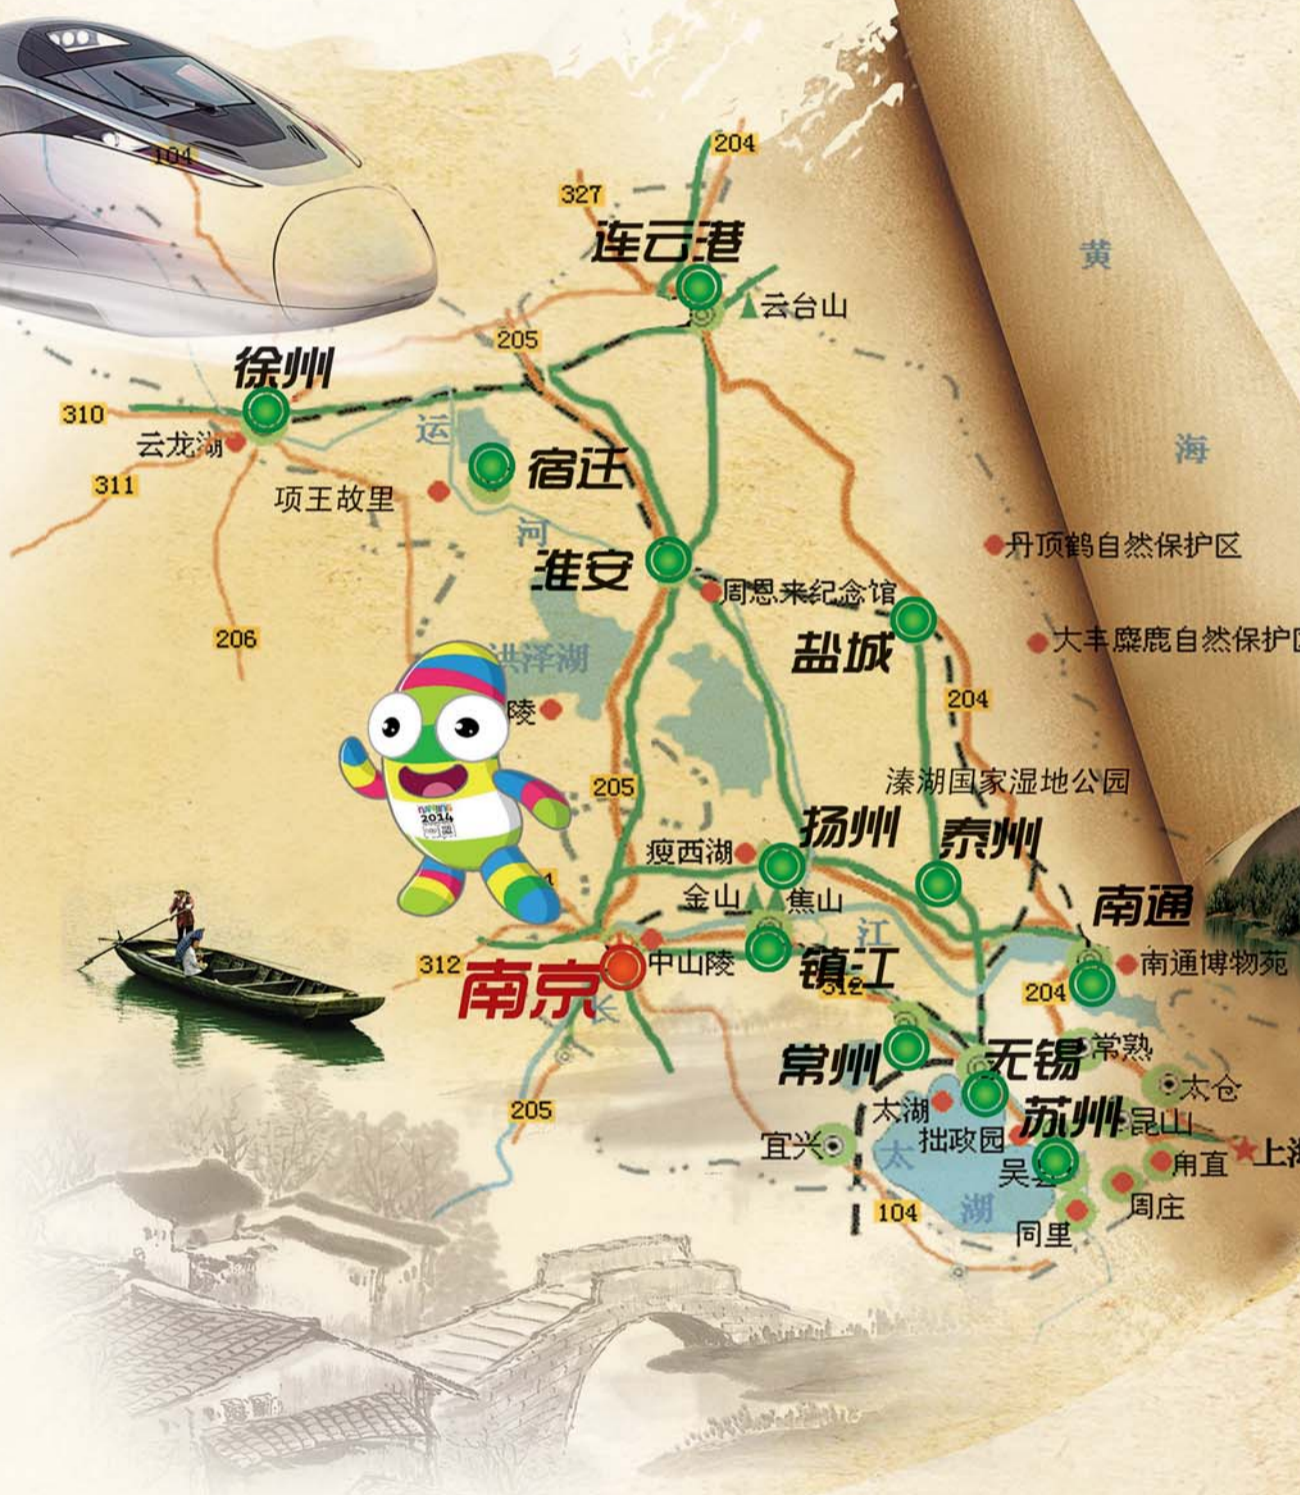 104
204
327
连云港
黄
云台山
205
徐州
310
云龙湖
运
海
宿迁
311
项王故里
河
丹顶鹤自然保护区
淮安
周恩来纪念馆
206
盐城
大丰麋鹿自然保护区
洪泽湖
204
陵
205
溱湖国家湿地公园
2014
扬州
泰州
瘦西湖
金山
焦山
南通
江
312
南京
中山陵
镇江
南通博物苑
312
204
长
常州
无锡
常熟
太仓
太湖
205
苏州
昆山
拙政园
宜兴
太
上海
吴县
甪直
周庄
104
湖
同里